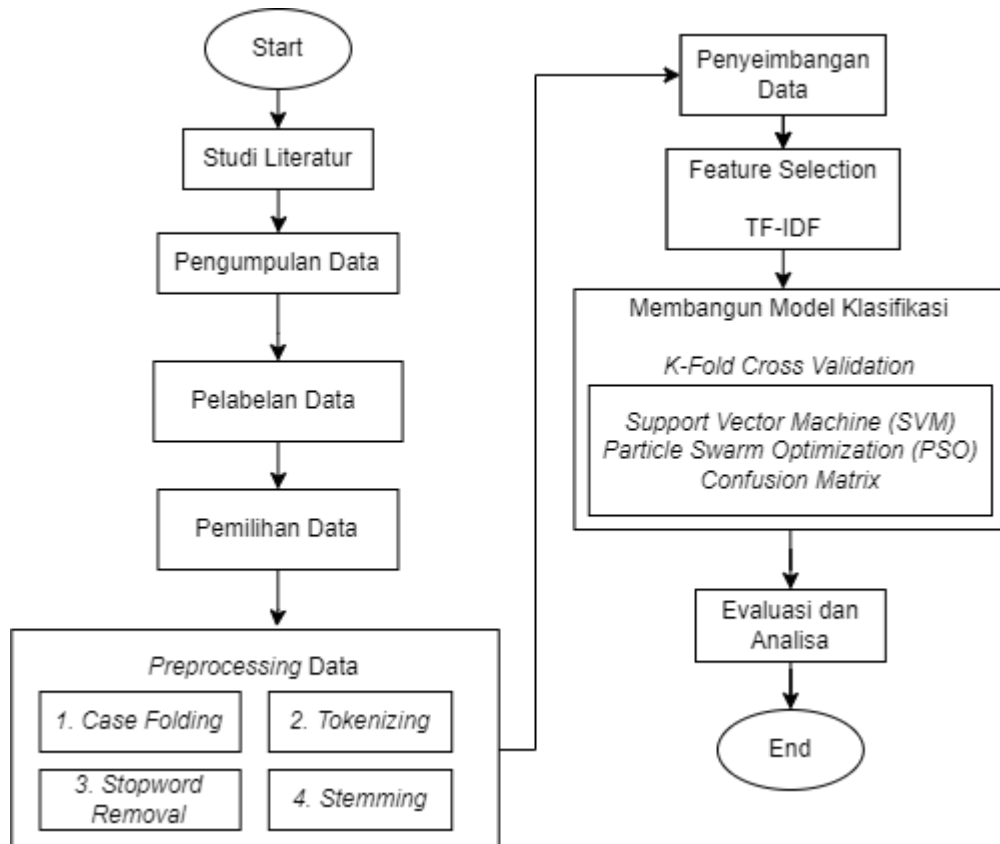 Start
Studi Literatur
Pengumpulan Data
Pelabelan Data
Pemilihan Data
Preprocessing Data
1. Case Folding
2. Tokenizing
3. Stopword
Removal
4. Stemming
Penyeimbangan
Data
Feature Selection
TF-IDF
Membangun Model Klasifikasi
K-Fold Cross Validation
Support Vector Machine (SVM)
Particle Swarm Optimization (PSO)
Confusion Matrix
Evaluasi dan
Analisa
End